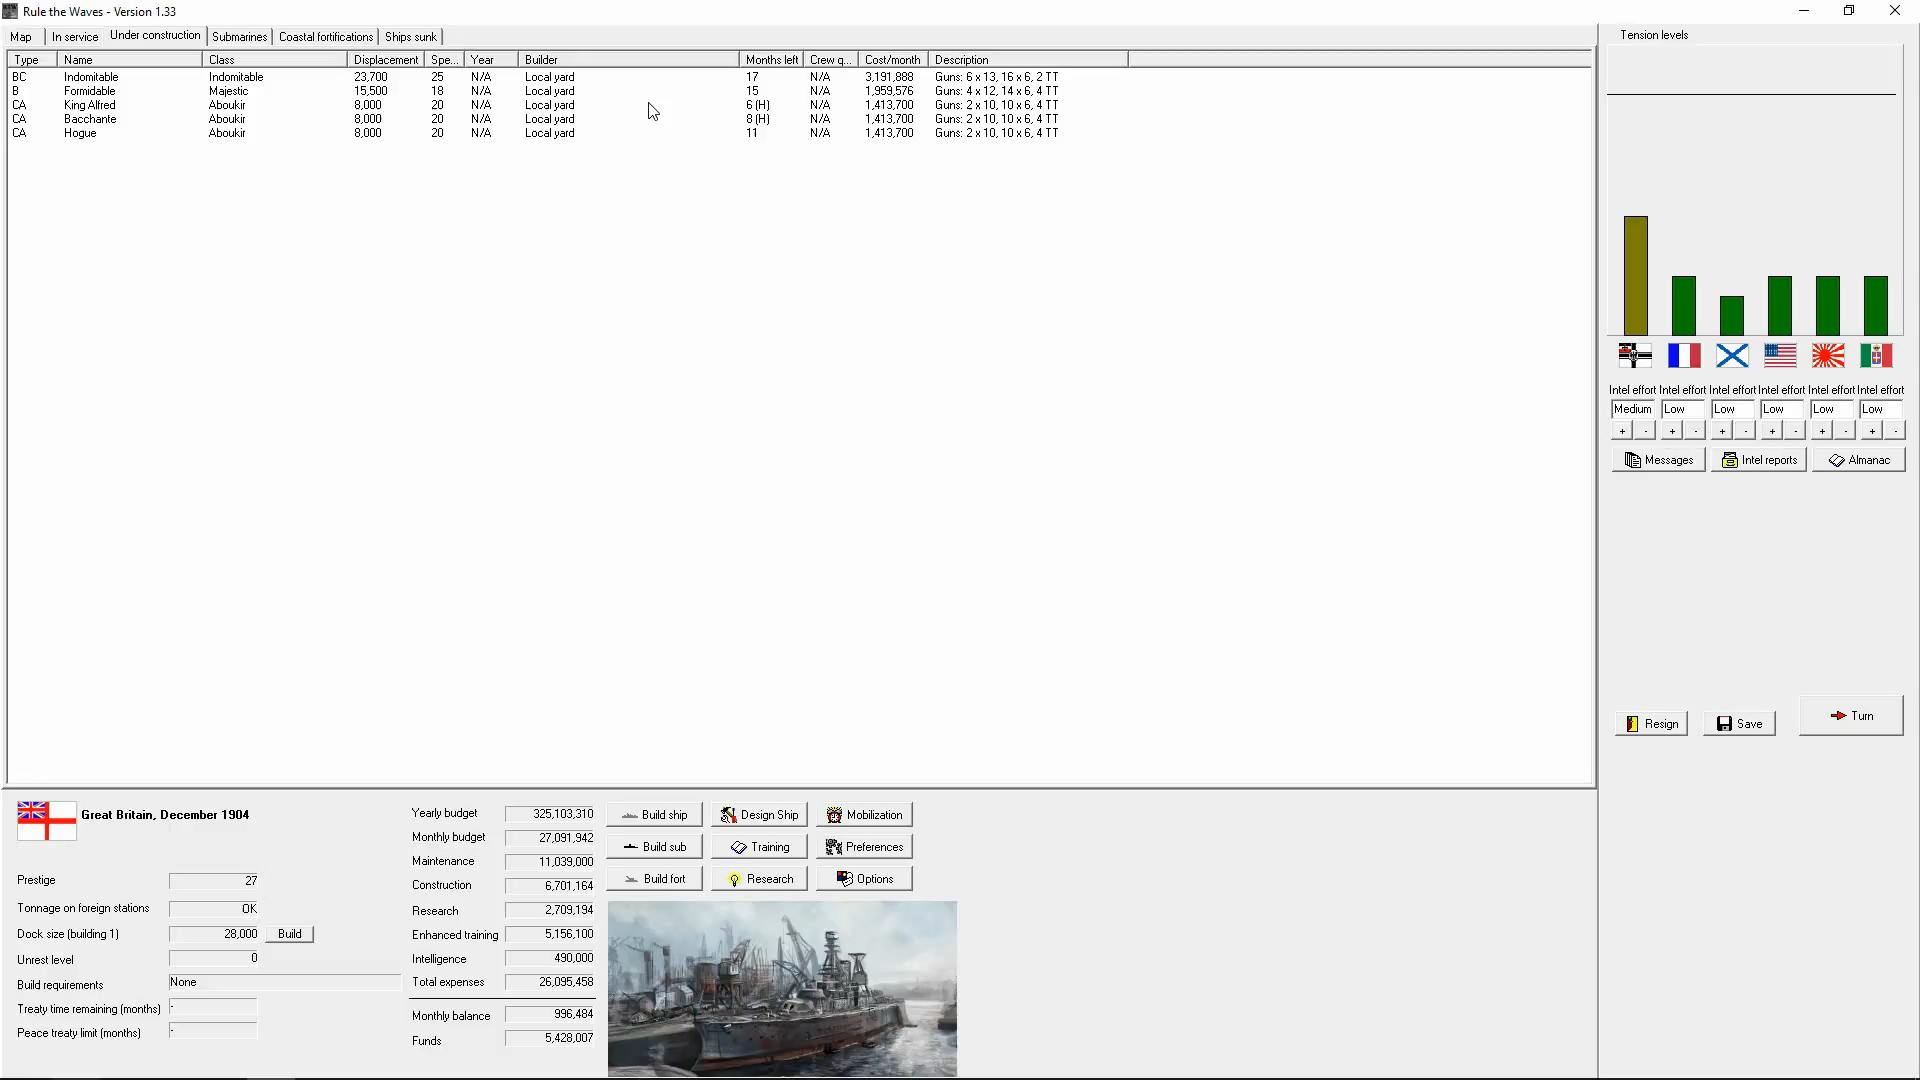 Rule the Waves - Version 1.33
Map In service Under construction Submarines Coastal fortifications Ships sunk
Type Name Class Displacement Spe... Year Builder Months left Crew q... Cost/month Description
BC Indomitable Indomitable 23,700 25 N/A Local yard 17 N/A 3,191,888 Guns: 6 x 13, 16 x 6, 2 TT
B Formidable Majestic 15,500 18 N/A Local yard 15 N/A 1,959,576 Guns: 4 x 12, 14 x 6, 4 TT
CA King Alfred Aboukir 8,000 20 N/A Local yard 6 (H) N/A 1,413,700 Guns: 2 x 10, 10 x 6, 4 TT
CA Bacchante Aboukir 8,000 20 N/A Local yard 8 (H) N/A 1,413,700 Guns: 2 x 10, 10 x 6, 4 TT
CA Hogue Aboukir 8,000 20 N/A Local yard 11 N/A 1,413,700 Guns: 2 x 10, 10 x 6, 4 TT
Tension levels
Intel effort Intel effort Intel effort Intel effort Intel effort Intel effort
Medium Low Low Low Low Low
+ - + - + - + - + - + -
Messages Intel reports Almanac
Resign Save Turn
Great Britain, December 1904
Prestige 27
Tonnage on foreign stations OK
Dock size (building 1) 28,000 Build
Unrest level 0
Build requirements None
Treaty time remaining (months) -
Peace treaty limit (months) -
Yearly budget 325,103,310
Monthly budget 27,091,942
Maintenance 11,039,000
Construction 6,701,164
Research 2,709,194
Enhanced training 5,156,100
Intelligence 490,000
Total expenses 26,095,458
Monthly balance 996,484
Funds 5,428,007
Build ship Design Ship Mobilization
Build sub Training Preferences
Build fort Research Options